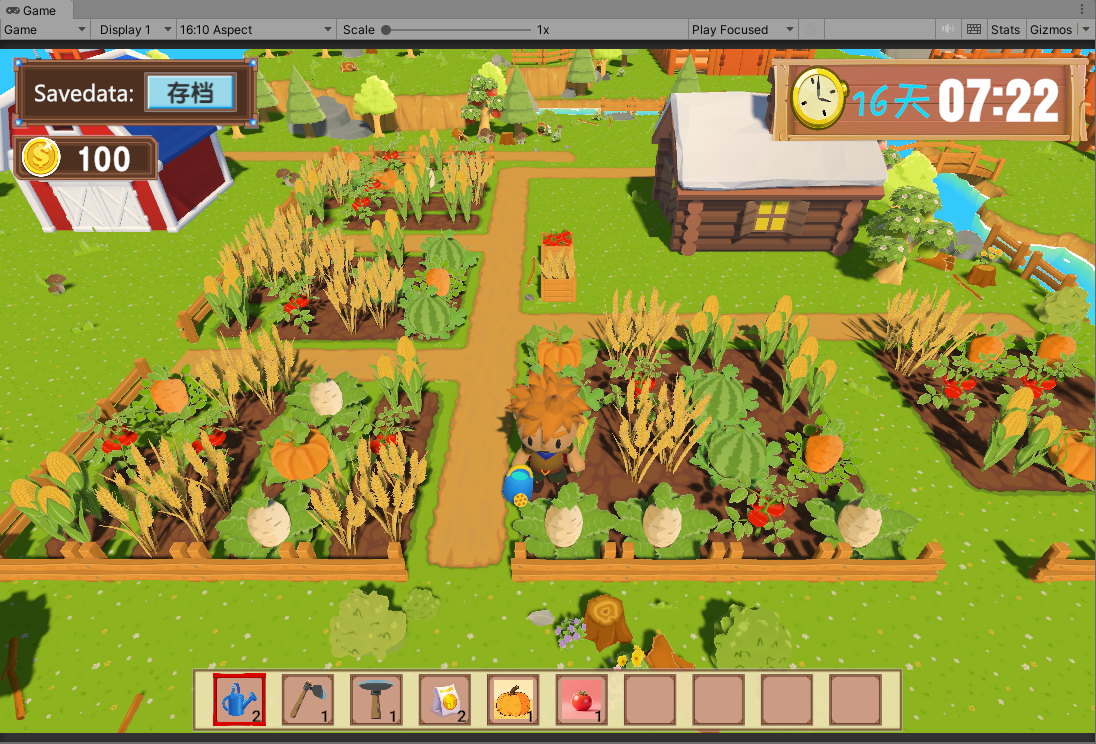 Game
Game
Display 1
16:10 Aspect
Scale
1x
Play Focused
Stats
Gizmos
Savedata:
存档
16天
07:22
100
2
1
1
2
1
1